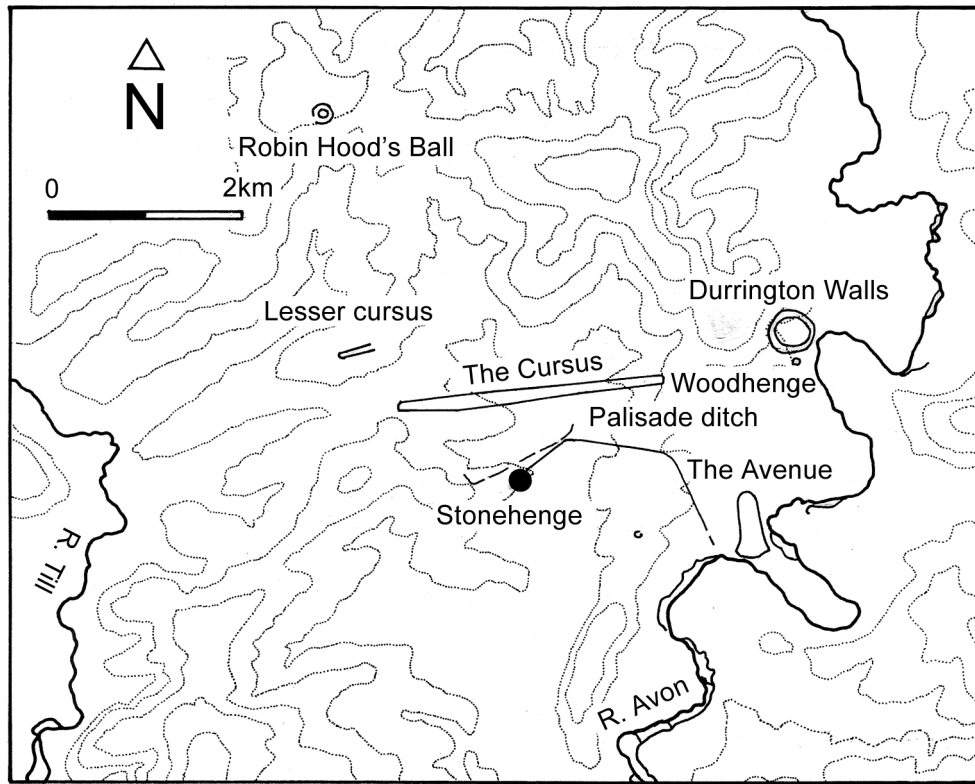 N
Robin Hood's Ball
0 2km
Durrington Walls
Lesser cursus
The Cursus
Woodhenge
Palisade ditch
The Avenue
Stonehenge
R. Till
R. Avon